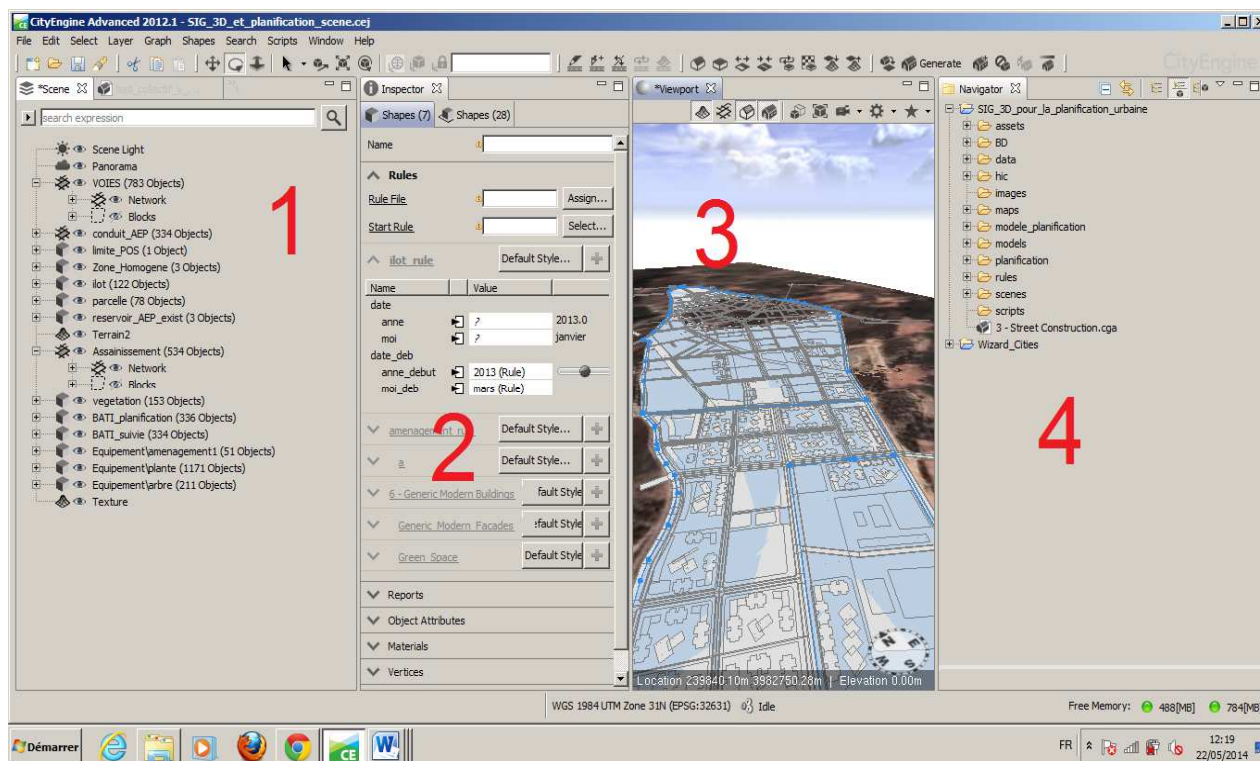 CityEngine Advanced 2012.1 - SIG_3D_et_planification_scene.cej
File Edit Select Layer Graph Shapes Search Scripts Window Help
Generate
CityEngine
*Scene
search expression
Scene Light
Panorama
VOIES (783 Objects)
Network
Blocks
conduit_AEP (334 Objects)
limite_POS (1 Object)
Zone_Homogene (3 Objects)
ilot (122 Objects)
parcelle (78 Objects)
reservoir_AEP_exist (3 Objects)
Terrain2
Assainissement (534 Objects)
Network
Blocks
vegetation (153 Objects)
BATI_planification (336 Objects)
BATI_suivie (334 Objects)
Equipement\amenagement1 (51 Objects)
Equipement\plante (1171 Objects)
Equipement\arbre (211 Objects)
Texture
1
Inspector
Shapes (7) Shapes (28)
Name
Rules
Rule File Assign...
Start Rule Select...
ilot_rule Default Style...
Name Value
date
anne ? 2013.0
moi ? janvier
date_deb
anne_debut 2013 (Rule)
moi_deb mars (Rule)
Default Style...
a Default Style...
6 - Generic Modern Buildings fault Style
Generic_Modern_Facades efault Style
Green_Space Default Style
Reports
Object Attributes
Materials
Vertices
2
*Viewport
3
N E
W S
Location 239840.10m 3982750.28m | Elevation 0.00m
Navigator
SIG_3D_pour_la_planification_urbaine
assets
BD
data
hic
images
maps
modele_planification
models
planification
rules
scenes
scripts
3 - Street Construction.cga
Wizard_Cities
4
WGS 1984 UTM Zone 31N (EPSG:32631) Idle Free Memory: 488[MB] 784[MB
Démarrer CE FR 12:19
22/05/2014